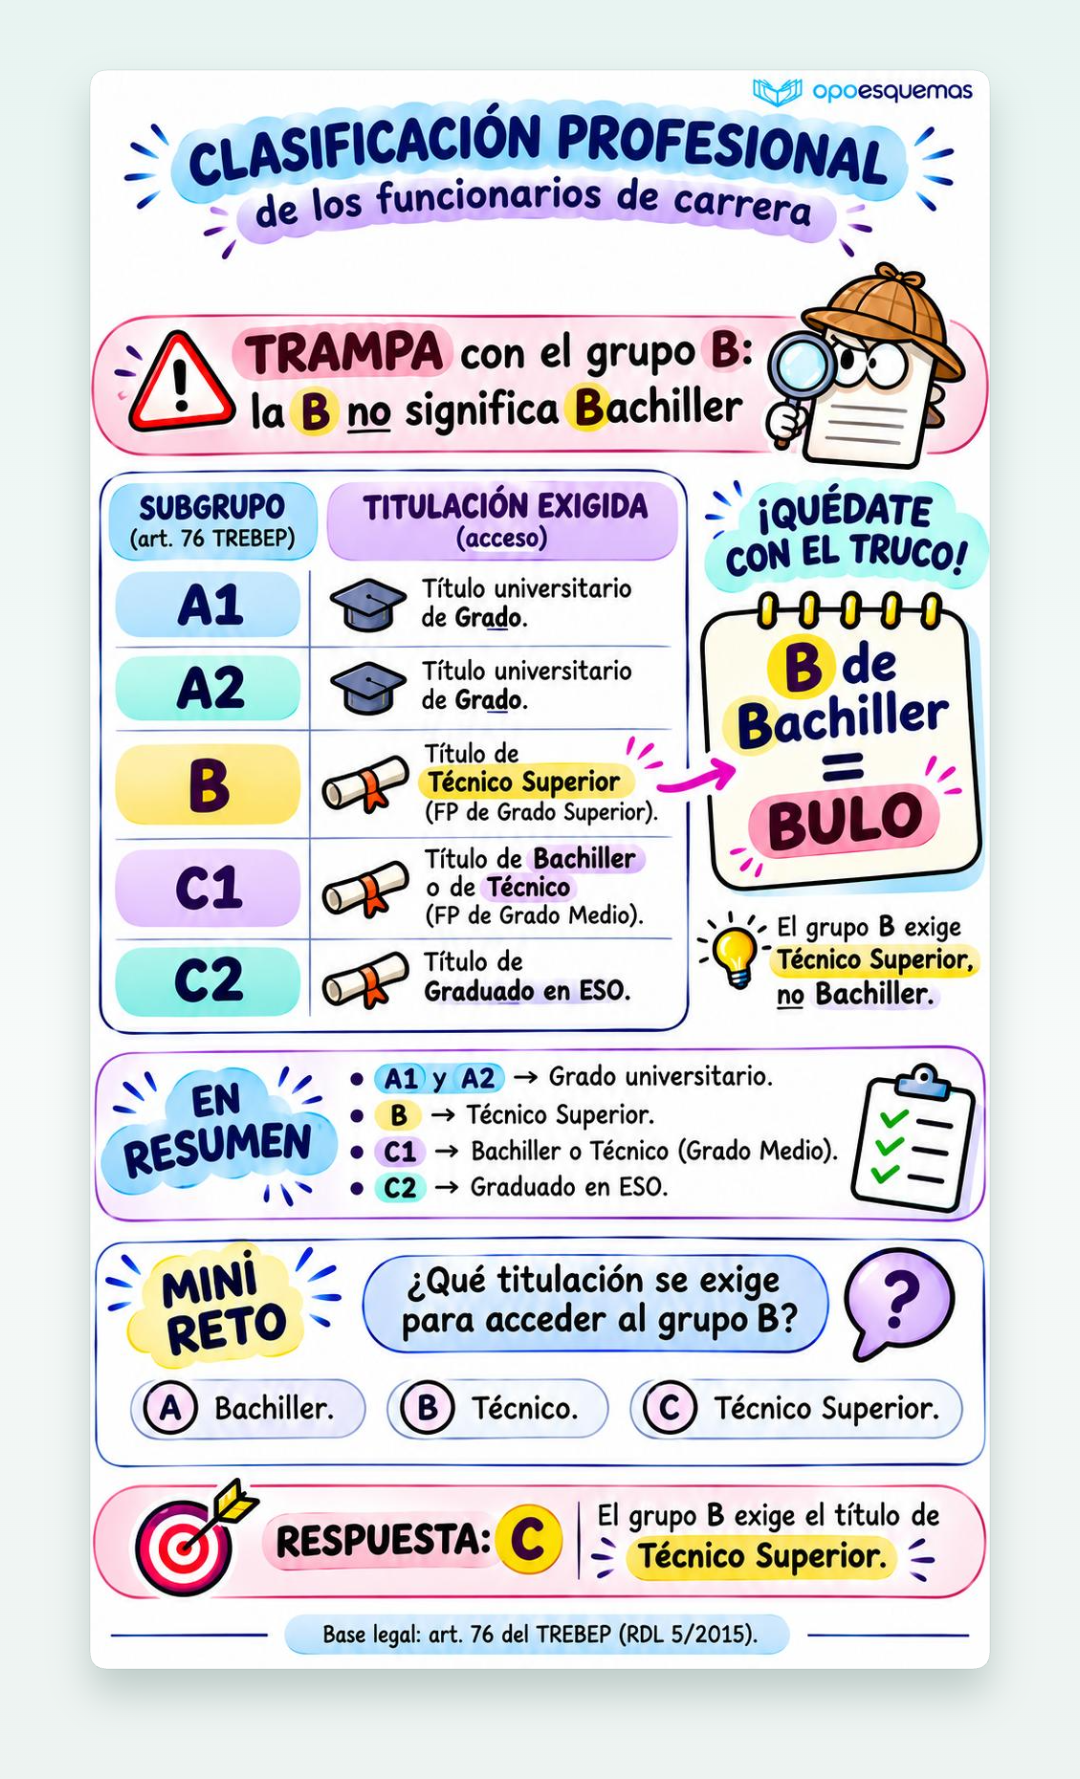 opoesquemas
CLASIFICACIÓN PROFESIONAL
de los funcionarios de carrera
TRAMPA con el grupo B:
la B no significa Bachiller
SUBGRUPO
(art. 76 TREBEP)
TITULACIÓN EXIGIDA
(acceso)
A1
Título universitario
de Grado.
A2
Título universitario
de Grado.
B
Título de
Técnico Superior
(FP de Grado Superior).
C1
Título de Bachiller
o de Técnico
(FP de Grado Medio).
C2
Título de
Graduado en ESO.
¡QUÉDATE
CON EL TRUCO!
B de
Bachiller
=
BULO
El grupo B exige
Técnico Superior,
no Bachiller.
EN
RESUMEN
• A1 y A2 → Grado universitario.
• B → Técnico Superior.
• C1 → Bachiller o Técnico (Grado Medio).
• C2 → Graduado en ESO.
MINI
RETO
¿Qué titulación se exige
para acceder al grupo B?
?
A Bachiller.
B Técnico.
C Técnico Superior.
RESPUESTA: C
El grupo B exige el título de
Técnico Superior.
Base legal: art. 76 del TREBEP (RDL 5/2015).